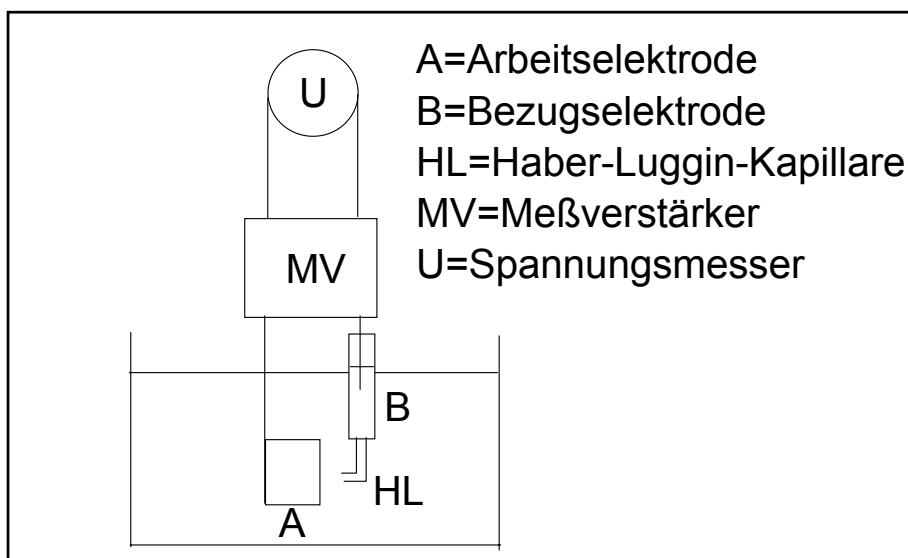 U
A=Arbeitselektrode
B=Bezugselektrode
HL=Haber-Luggin-Kapillare
MV=Meßverstärker
U=Spannungsmesser
MV
B
HL
A